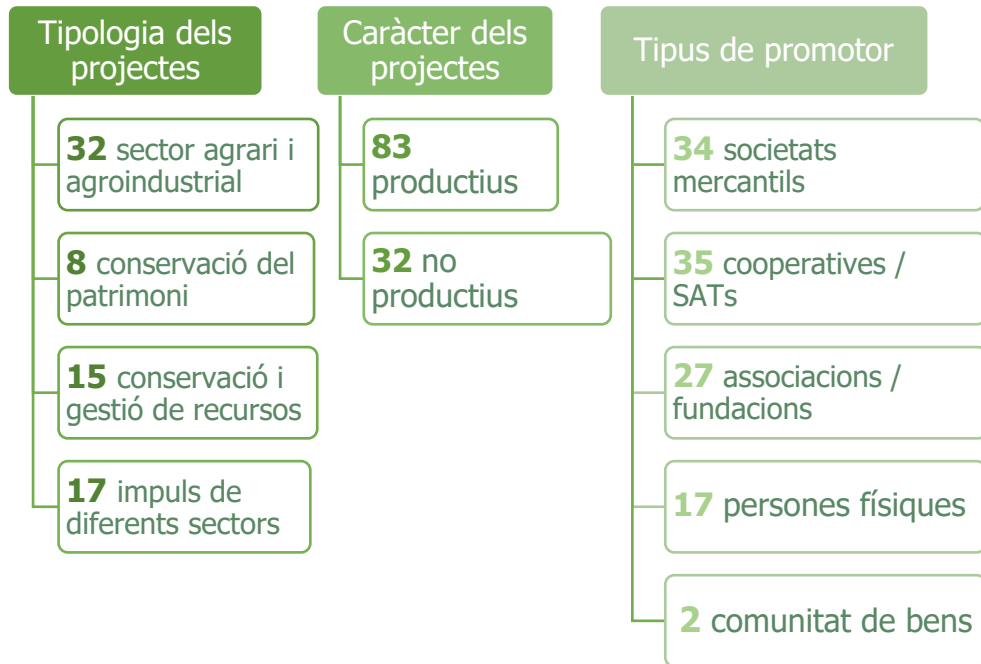 Tipologia dels
projectes
32 sector agrari i
agroindustrial
8 conservació del
patrimoni
15 conservació i
gestió de recursos
17 impuls de
diferents sectors
Caràcter dels
projectes
83
productius
32 no
productius
Tipus de promotor
34 societats
mercantils
35 cooperatives /
SATs
27 associacions /
fundacions
17 persones físiques
2 comunitat de bens